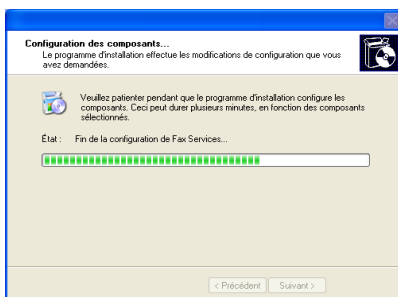 Configuration des composants...
Le programme d'installation effectue les modifications de configuration que vous
avez demandées.
Veuillez patienter pendant que le programme d'installation configure les
composants. Ceci peut durer plusieurs minutes, en fonction des composants
sélectionnés.
État : Fin de la configuration de Fax Services...
< Précédent Suivant >